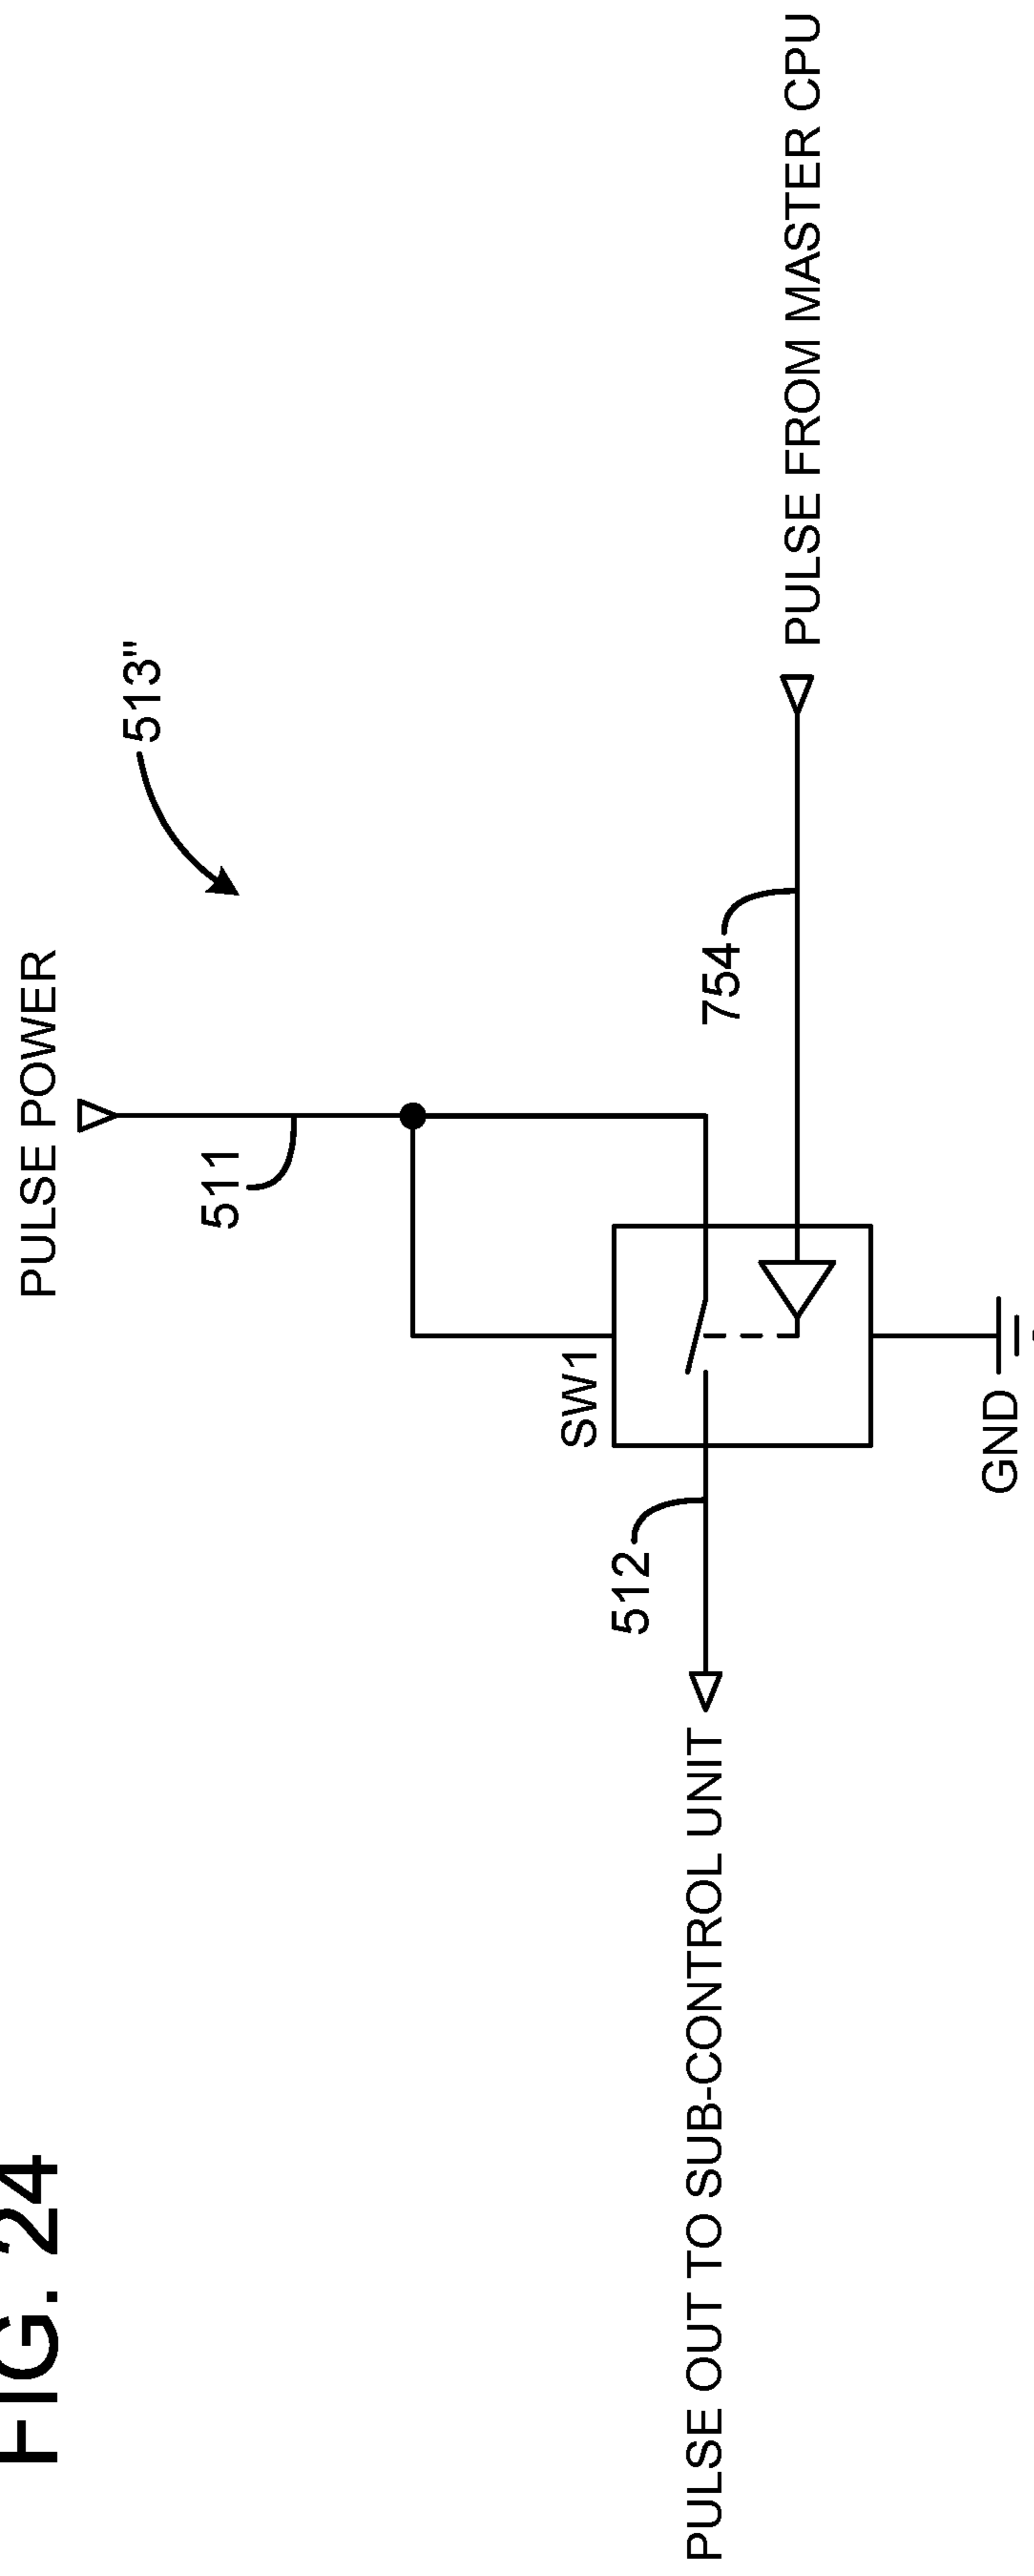 FIG. 24
PULSE POWER
513"
511
SW1
512
754
PULSE OUT TO SUB-CONTROL UNIT
PULSE FROM MASTER CPU
GND